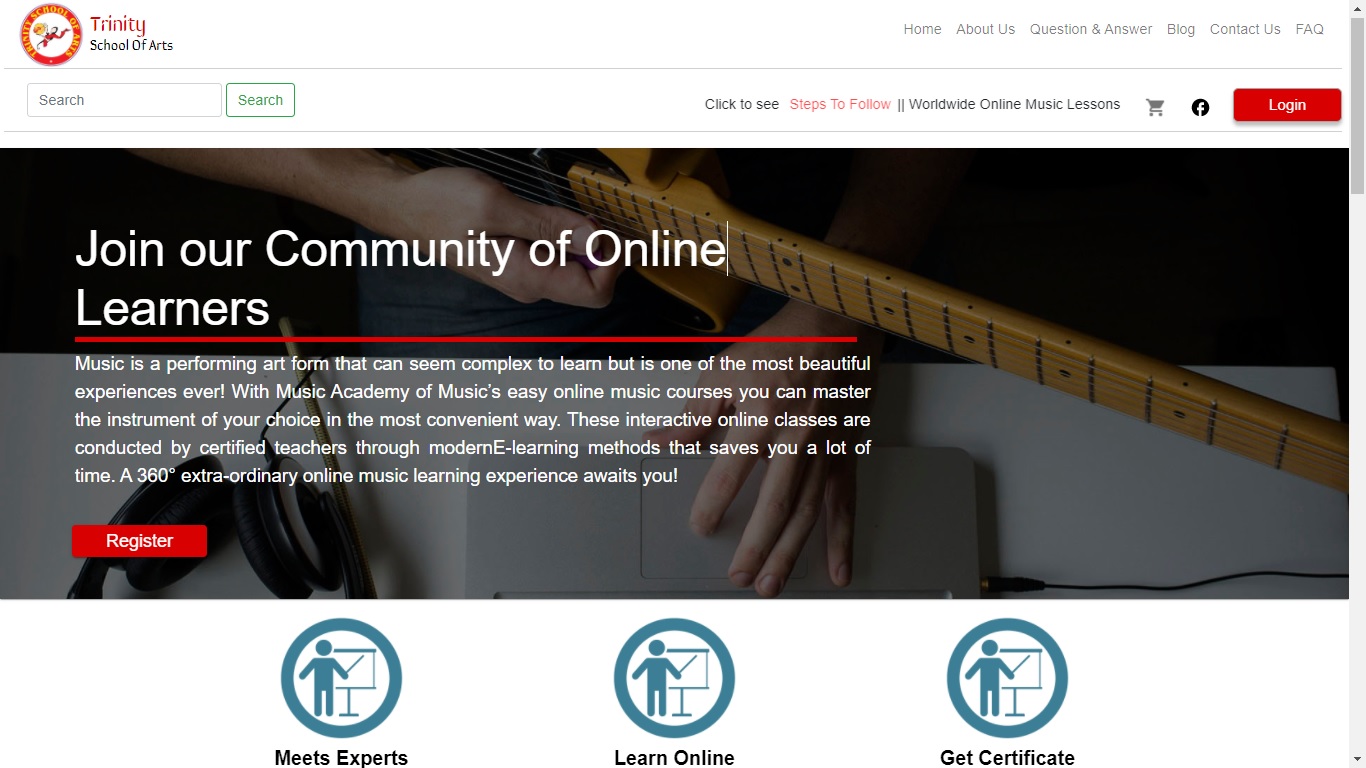 TRINITY SCHOOL OF ARTS
Trinity
School Of Arts
Home About Us Question & Answer Blog Contact Us FAQ
Search Search
Click to see Steps To Follow || Worldwide Online Music Lessons Login
Join our Community of Online
Learners
Music is a performing art form that can seem complex to learn but is one of the most beautiful
experiences ever! With Music Academy of Music’s easy online music courses you can master
the instrument of your choice in the most convenient way. These interactive online classes are
conducted by certified teachers through modernE-learning methods that saves you a lot of
time. A 360° extra-ordinary online music learning experience awaits you!
Register
Meets Experts Learn Online Get Certificate